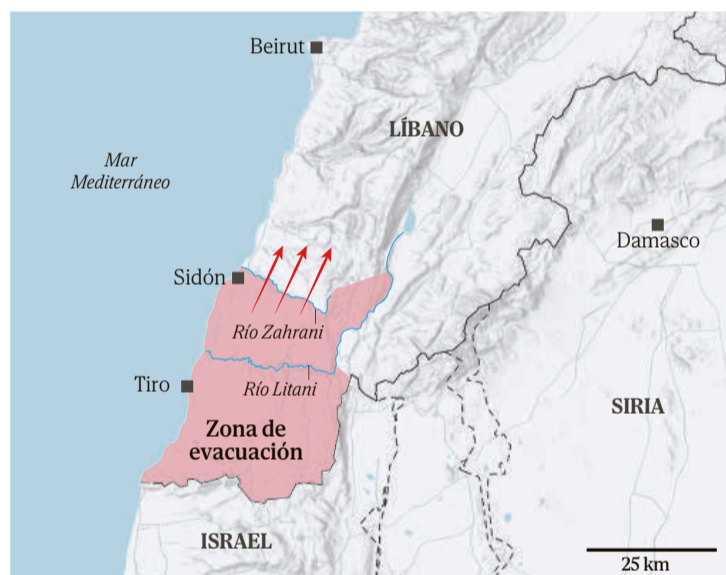 Beirut
LÍBANO
Mar
Mediterráneo
Damasco
Sidón
Río Zahrani
Tiro
Río Litani
SIRIA
Zona de
evacuación
ISRAEL
25 km